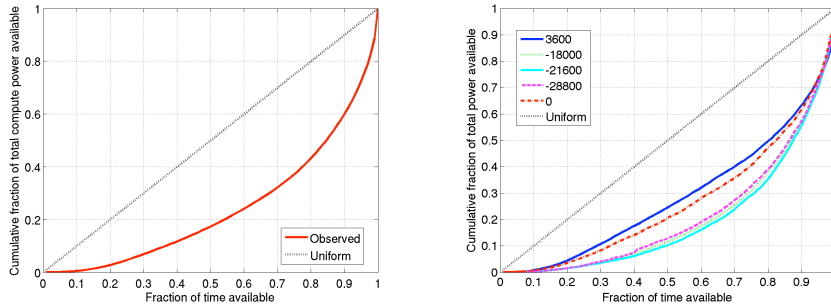 Cumulative fraction of total compute power available
1
0.8
0.6
0.4
0.2
0
0 0.1 0.2 0.3 0.4 0.5 0.6 0.7 0.8 0.9 1
Fraction of time available
Observed
Uniform
Cumulative fraction of total power available
1
0.9
0.8
0.7
0.6
0.5
0.4
0.3
0.2
0.1
0
0.1 0.2 0.3 0.4 0.5 0.6 0.7 0.8 0.9
Fraction of time available
3600
-18000
-21600
-28800
0
Uniform